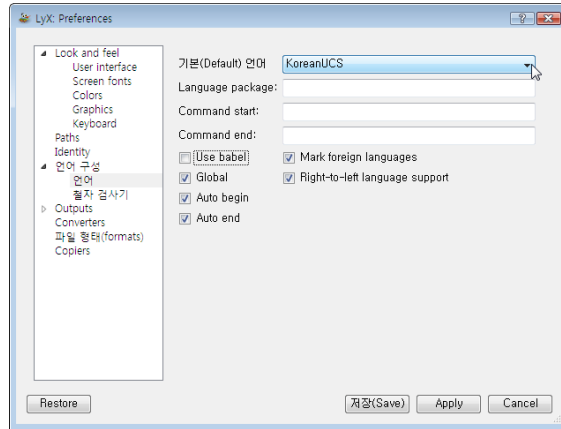 LyX: Preferences
Look and feel
User interface
Screen fonts
Colors
Graphics
Keyboard
Paths
Identity
언어 구성
언어
철자 검사기
Outputs
Converters
파일 형태(formats)
Copiers
기본(Default) 언어 KoreanUCS
Language package:
Command start:
Command end:
Use babel Mark foreign languages
Global Right-to-left language support
Auto begin
Auto end
Restore 저장(Save) Apply Cancel